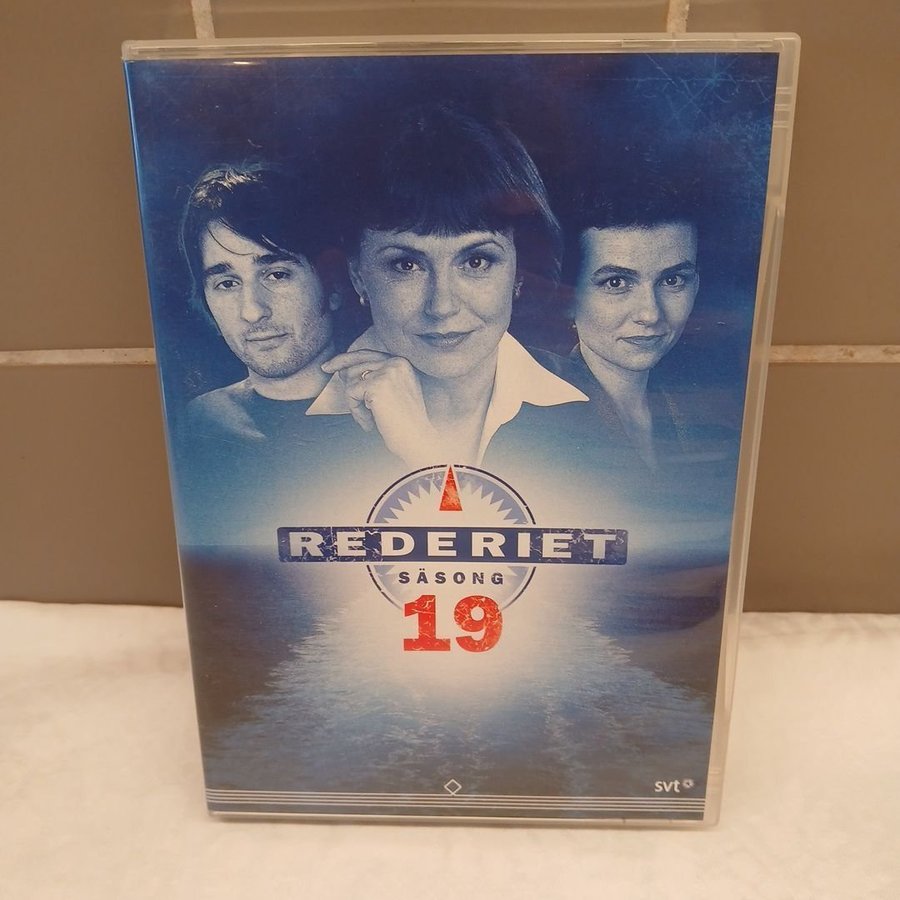 REDERIET
SÄSONG
19
svt